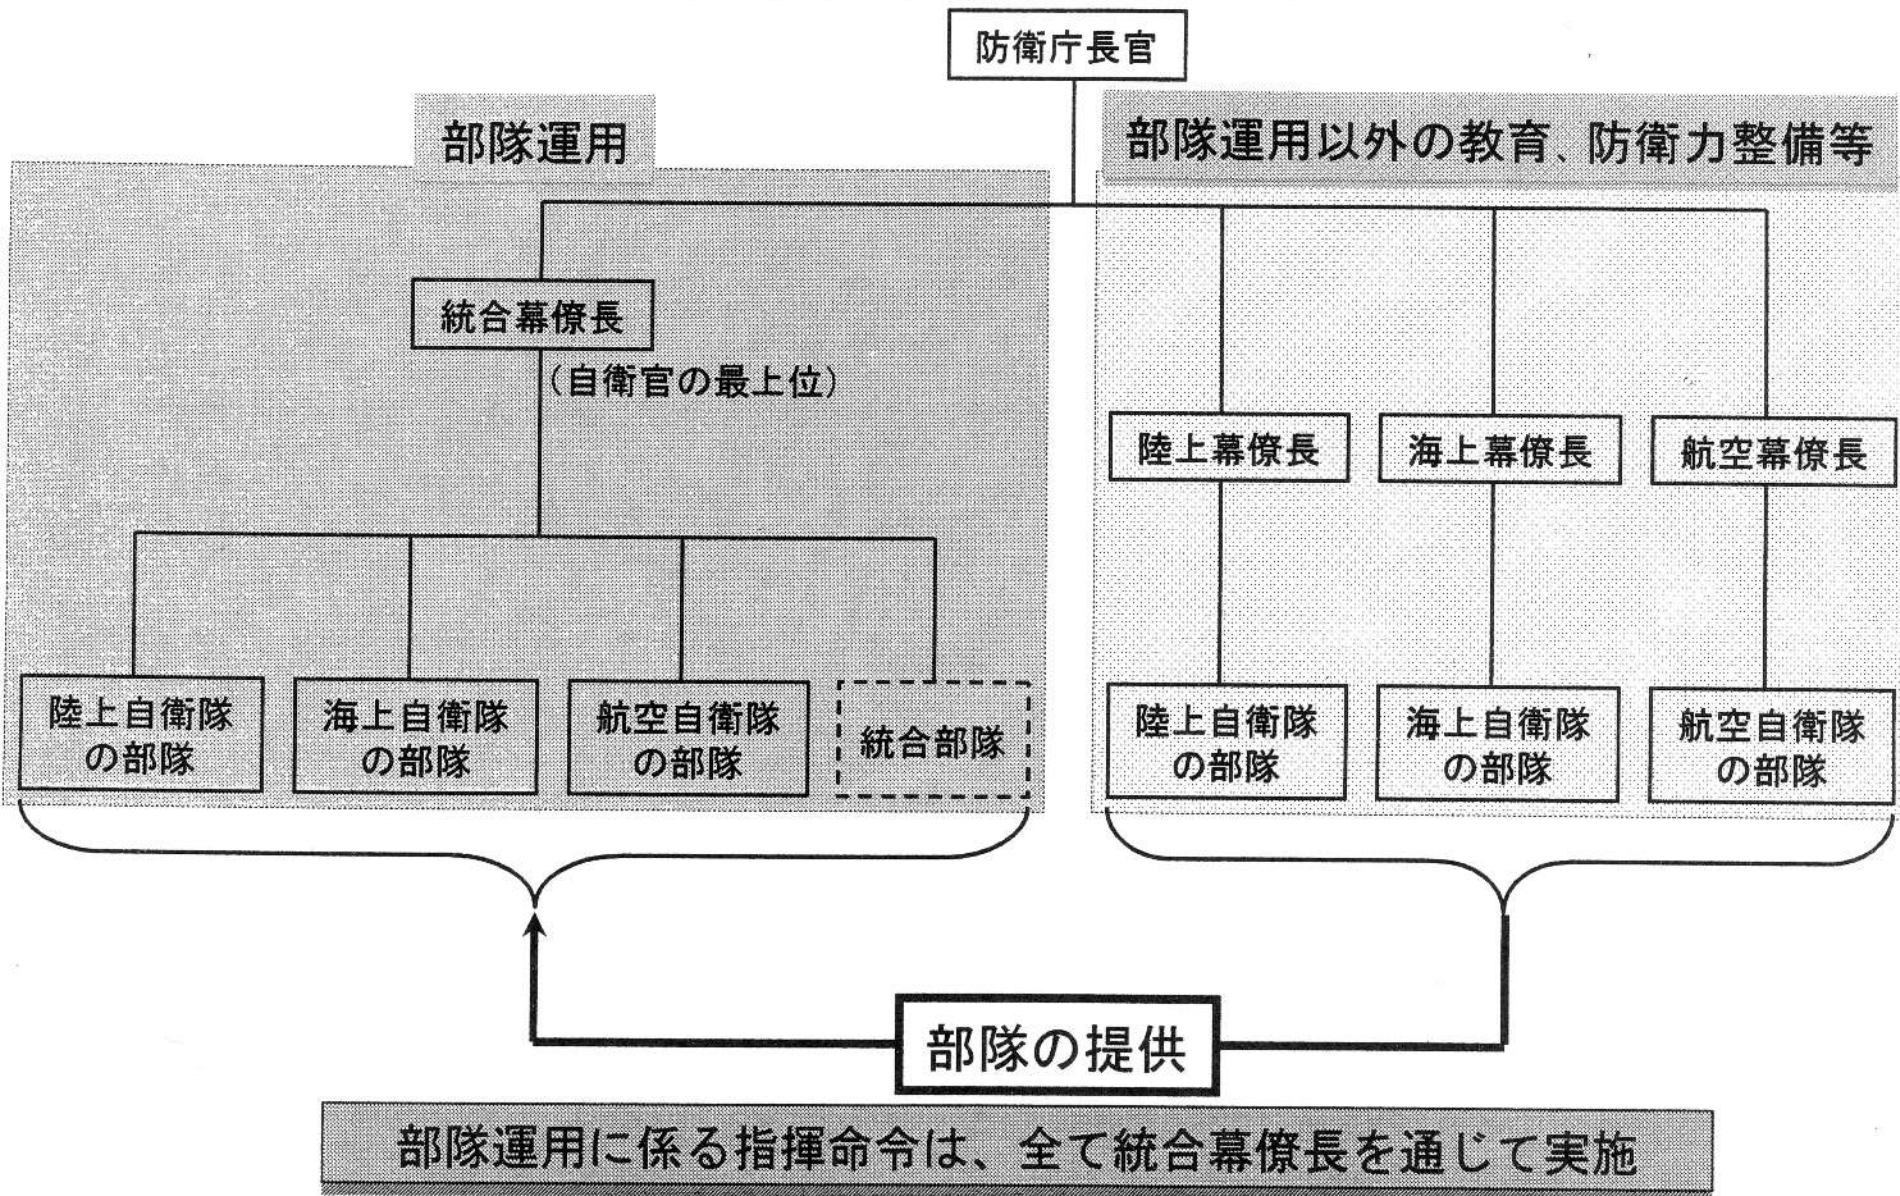 防衛庁長官
部隊運用
部隊運用以外の教育、防衛力整備等
統合幕僚長
（自衛官の最上位）
陸上幕僚長
海上幕僚長
航空幕僚長
陸上自衛隊
の部隊
海上自衛隊
の部隊
航空自衛隊
の部隊
統合部隊
陸上自衛隊
の部隊
海上自衛隊
の部隊
航空自衛隊
の部隊
部隊の提供
部隊運用に係る指揮命令は、全て統合幕僚長を通じて実施